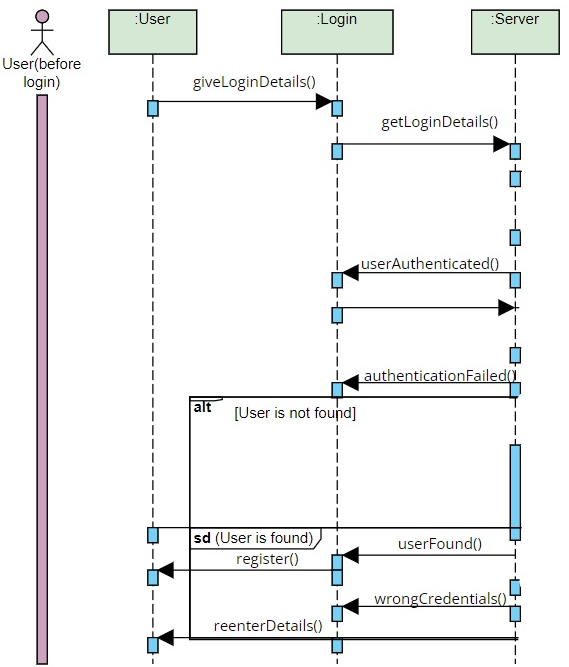 :User
:Login
:Server
User(before
login)
giveLoginDetails()
getLoginDetails()
userAuthenticated()
authenticationFailed()
alt
[User is not found]
sd (User is found)
userFound()
register()
wrongCredentials()
reenterDetails()